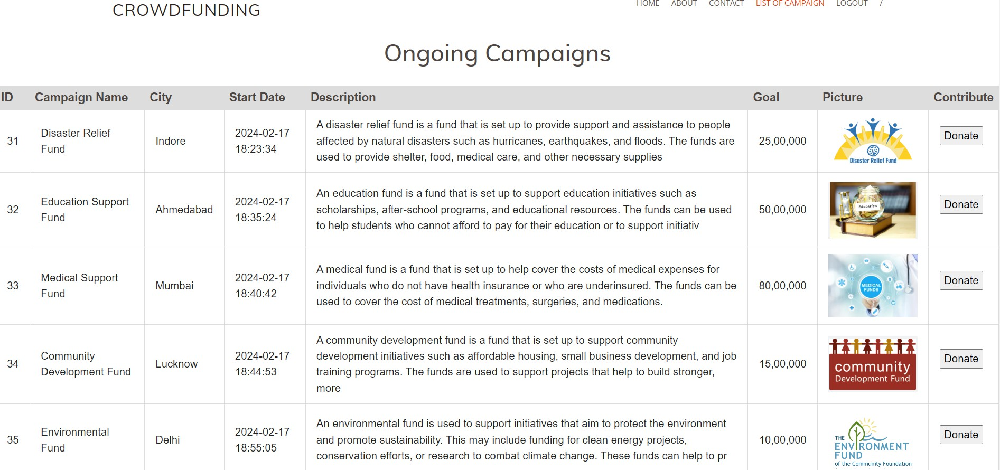 CROWDFUNDING
HOME ABOUT CONTACT LIST OF CAMPAIGN LOGOUT /
Ongoing Campaigns
ID Campaign Name City Start Date Description Goal Picture Contribute
31
Disaster Relief
Fund
Indore
2024-02-17
18:23:34
A disaster relief fund is a fund that is set up to provide support and assistance to people
affected by natural disasters such as hurricanes, earthquakes, and floods. The funds are
used to provide shelter, food, medical care, and other necessary supplies
25,00,000
Disaster Relief Fund
Donate
32
Education Support
Fund
Ahmedabad
2024-02-17
18:35:24
An education fund is a fund that is set up to support education initiatives such as
scholarships, after-school programs, and educational resources. The funds can be used
to help students who cannot afford to pay for their education or to support initiativ
50,00,000
Education
Donate
33
Medical Support
Fund
Mumbai
2024-02-17
18:40:42
A medical fund is a fund that is set up to help cover the costs of medical expenses for
individuals who do not have health insurance or who are underinsured. The funds can be
used to cover the cost of medical treatments, surgeries, and medications.
80,00,000
MEDICAL
FUNDS
Donate
34
Community
Development Fund
Lucknow
2024-02-17
18:44:53
A community development fund is a fund that is set up to support community
development initiatives such as affordable housing, small business development, and job
training programs. The funds are used to support projects that help to build stronger,
more
15,00,000
community
Development Fund
Donate
35
Environmental
Fund
Delhi
2024-02-17
18:55:05
An environmental fund is used to support initiatives that aim to protect the environment
and promote sustainability. This may include funding for clean energy projects,
conservation efforts, or research to combat climate change. These funds can help to pr
10,00,000
THE
ENVIRONMENT
FUND
of the Community Foundation
Donate